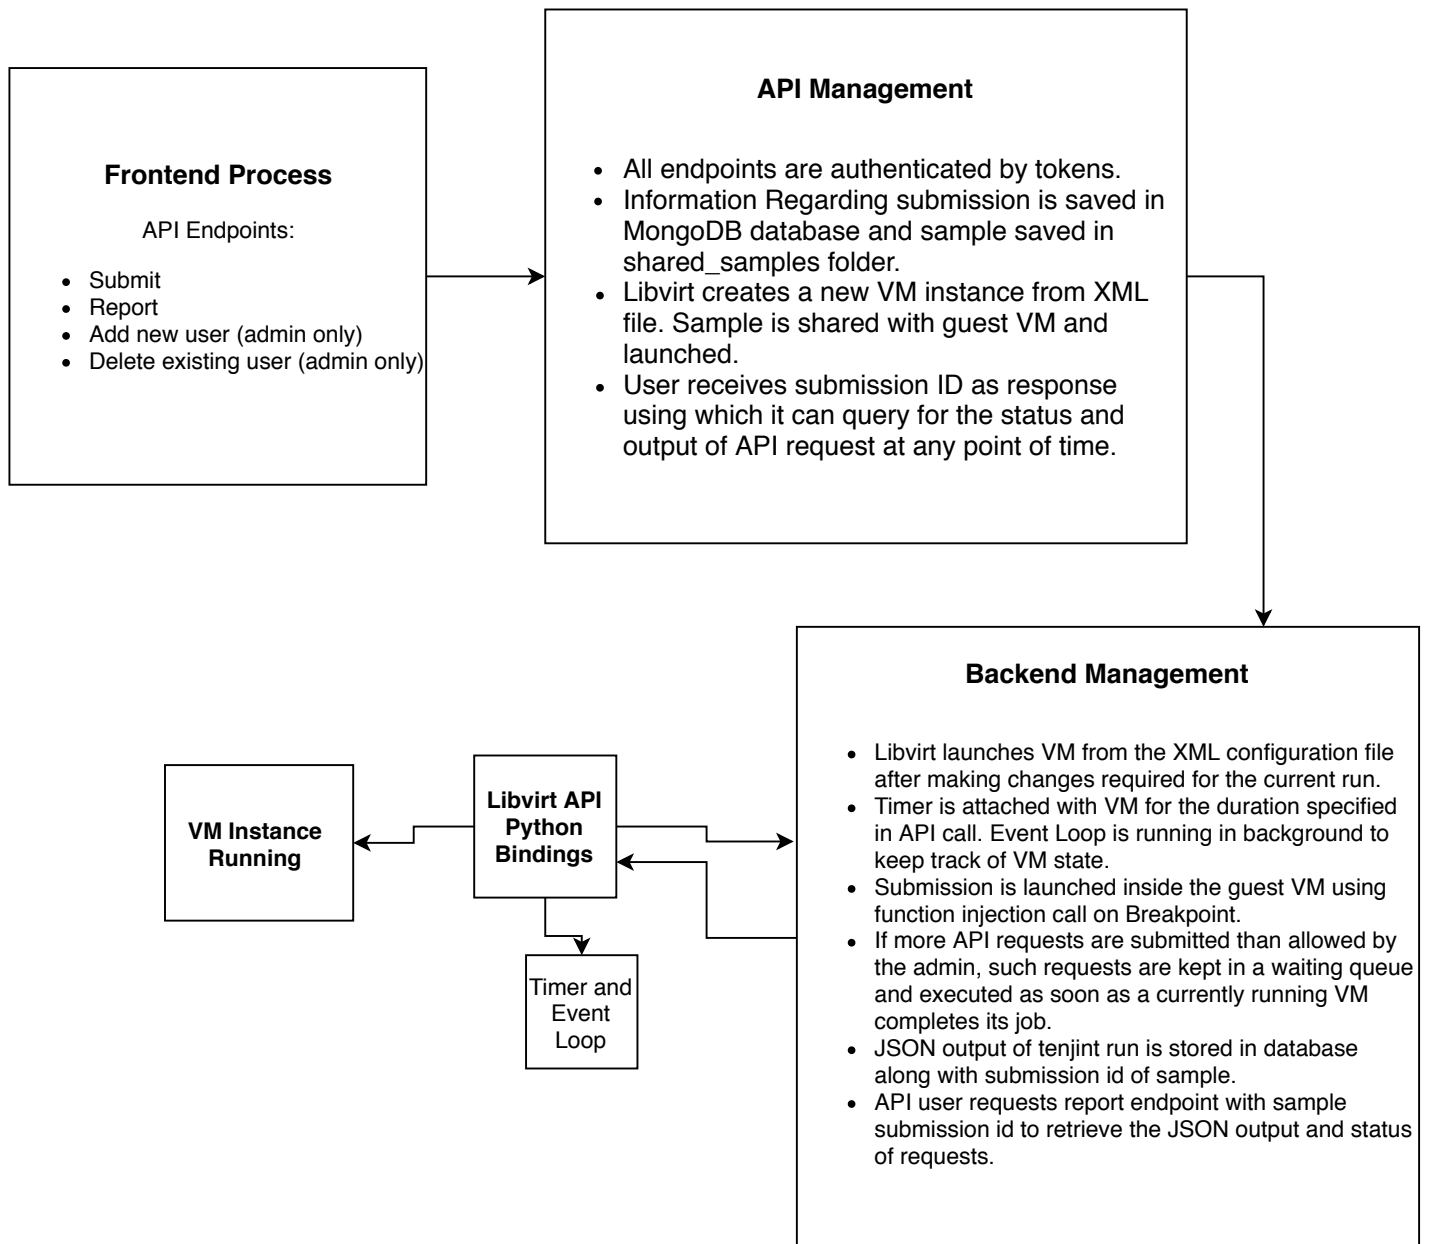 Frontend Process
API Endpoints:
• Submit
• Report
• Add new user (admin only)
• Delete existing user (admin only)
API Management
• All endpoints are authenticated by tokens.
• Information Regarding submission is saved in
MongoDB database and sample saved in
shared_samples folder.
• Libvirt creates a new VM instance from XML
file. Sample is shared with guest VM and
launched.
• User receives submission ID as response
using which it can query for the status and
output of API request at any point of time.
Backend Management
• Libvirt launches VM from the XML configuration file
after making changes required for the current run.
• Timer is attached with VM for the duration specified
in API call. Event Loop is running in background to
keep track of VM state.
• Submission is launched inside the guest VM using
function injection call on Breakpoint.
• If more API requests are submitted than allowed by
the admin, such requests are kept in a waiting queue
and executed as soon as a currently running VM
completes its job.
• JSON output of tenjint run is stored in database
along with submission id of sample.
• API user requests report endpoint with sample
submission id to retrieve the JSON output and status
of requests.
Libvirt API
Python
Bindings
VM Instance
Running
Timer and
Event
Loop